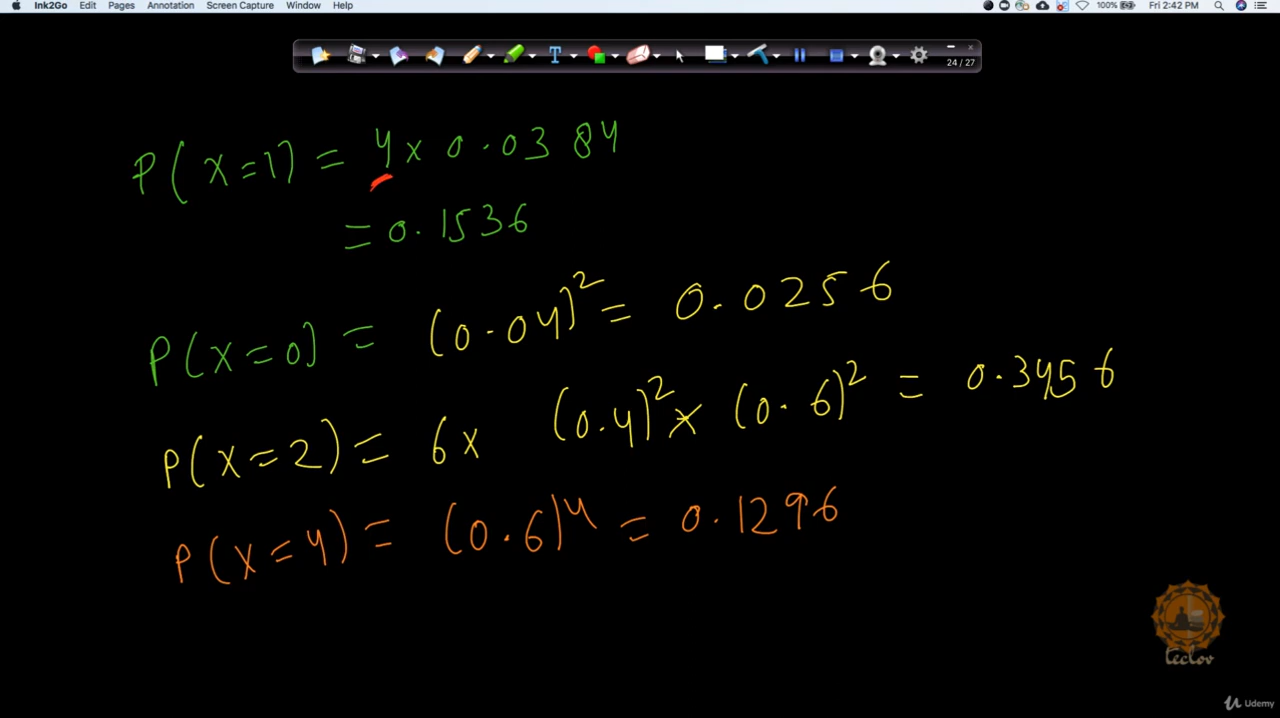 Ink2Go Edit Pages Annotation Screen Capture Window Help 100% Fri 2:42 PM
24 / 27
P(X=1) = 4 x 0.0384
= 0.1536
P(X=0) = (0.04)² = 0.0256
P(X=2) = 6x (0.4)² x (0.6)² = 0.3456
P(X=4) = (0.6)⁴ = 0.1296
teclov
Udemy